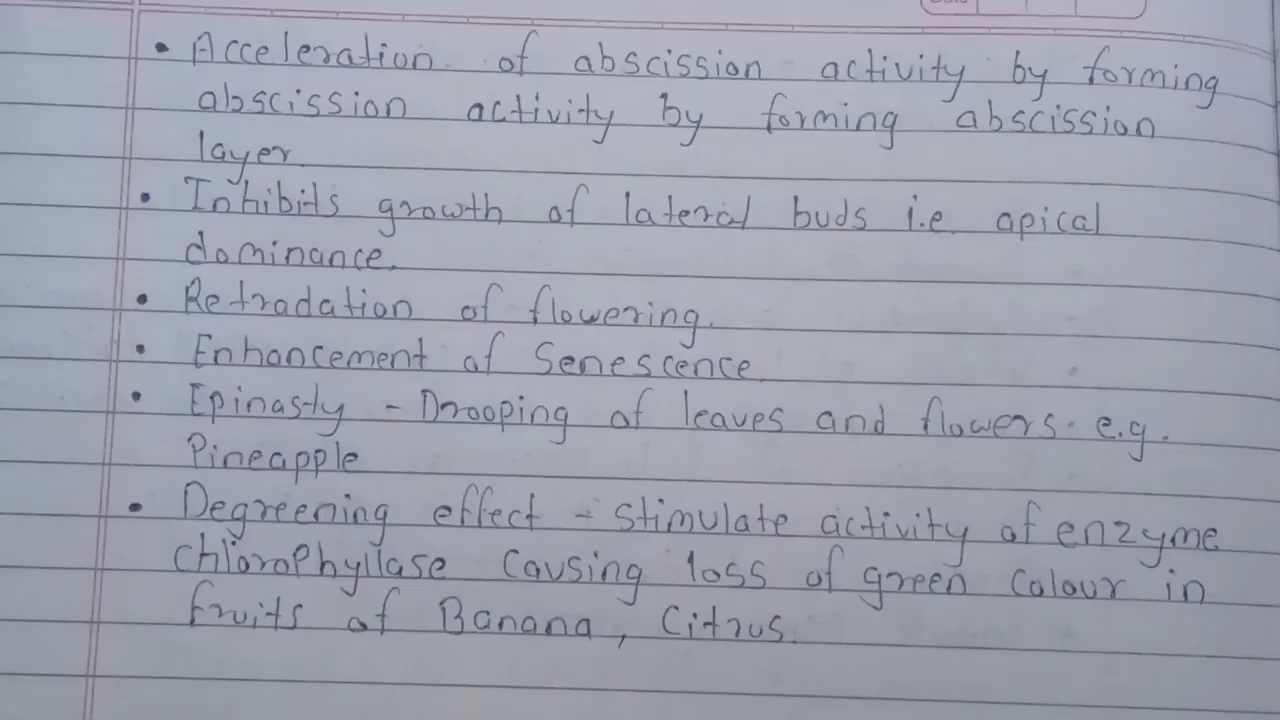 • Acceleration of abscission activity by forming
abscission activity by forming abscission
layer.
• Inhibits growth of lateral buds i.e. apical
dominance.
• Retradation of flowering.
• Enhancement of Senescence.
• Epinasty - Drooping of leaves and flowers. e.g.
Pineapple
• Degreening effect - Stimulate activity of enzyme
chlorophyllase causing loss of green colour in
fruits of Banana, Citrus.